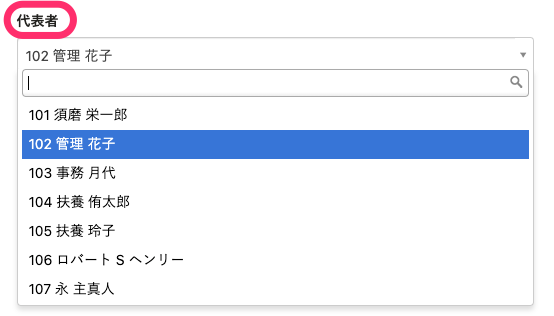 代表者
102 管理 花子
101 須磨 栄一郎
102 管理 花子
103 事務 月代
104 扶養 侑太郎
105 扶養 玲子
106 ロバート S ヘンリー
107 永 主真人